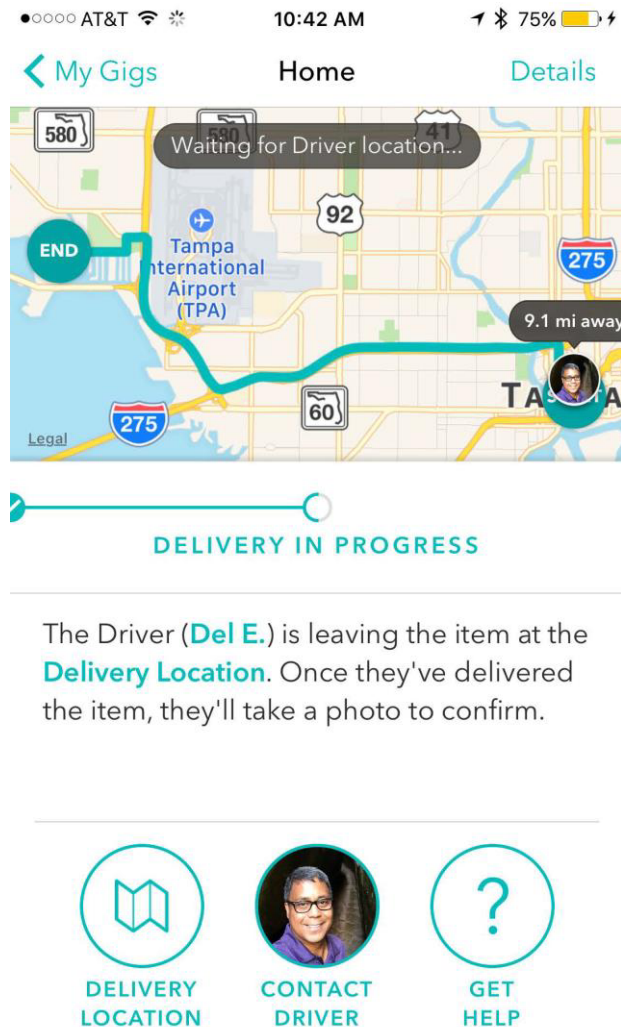 AT&T 10:42 AM 75%
My Gigs Home Details
580
580
41
Waiting for Driver location...
92
END
Tampa
International
Airport
(TPA)
275
9.1 mi away
60
275
Legal
DELIVERY IN PROGRESS
The Driver (Del E.) is leaving the item at the
Delivery Location. Once they've delivered
the item, they'll take a photo to confirm.
DELIVERY
LOCATION
CONTACT
DRIVER
GET
HELP